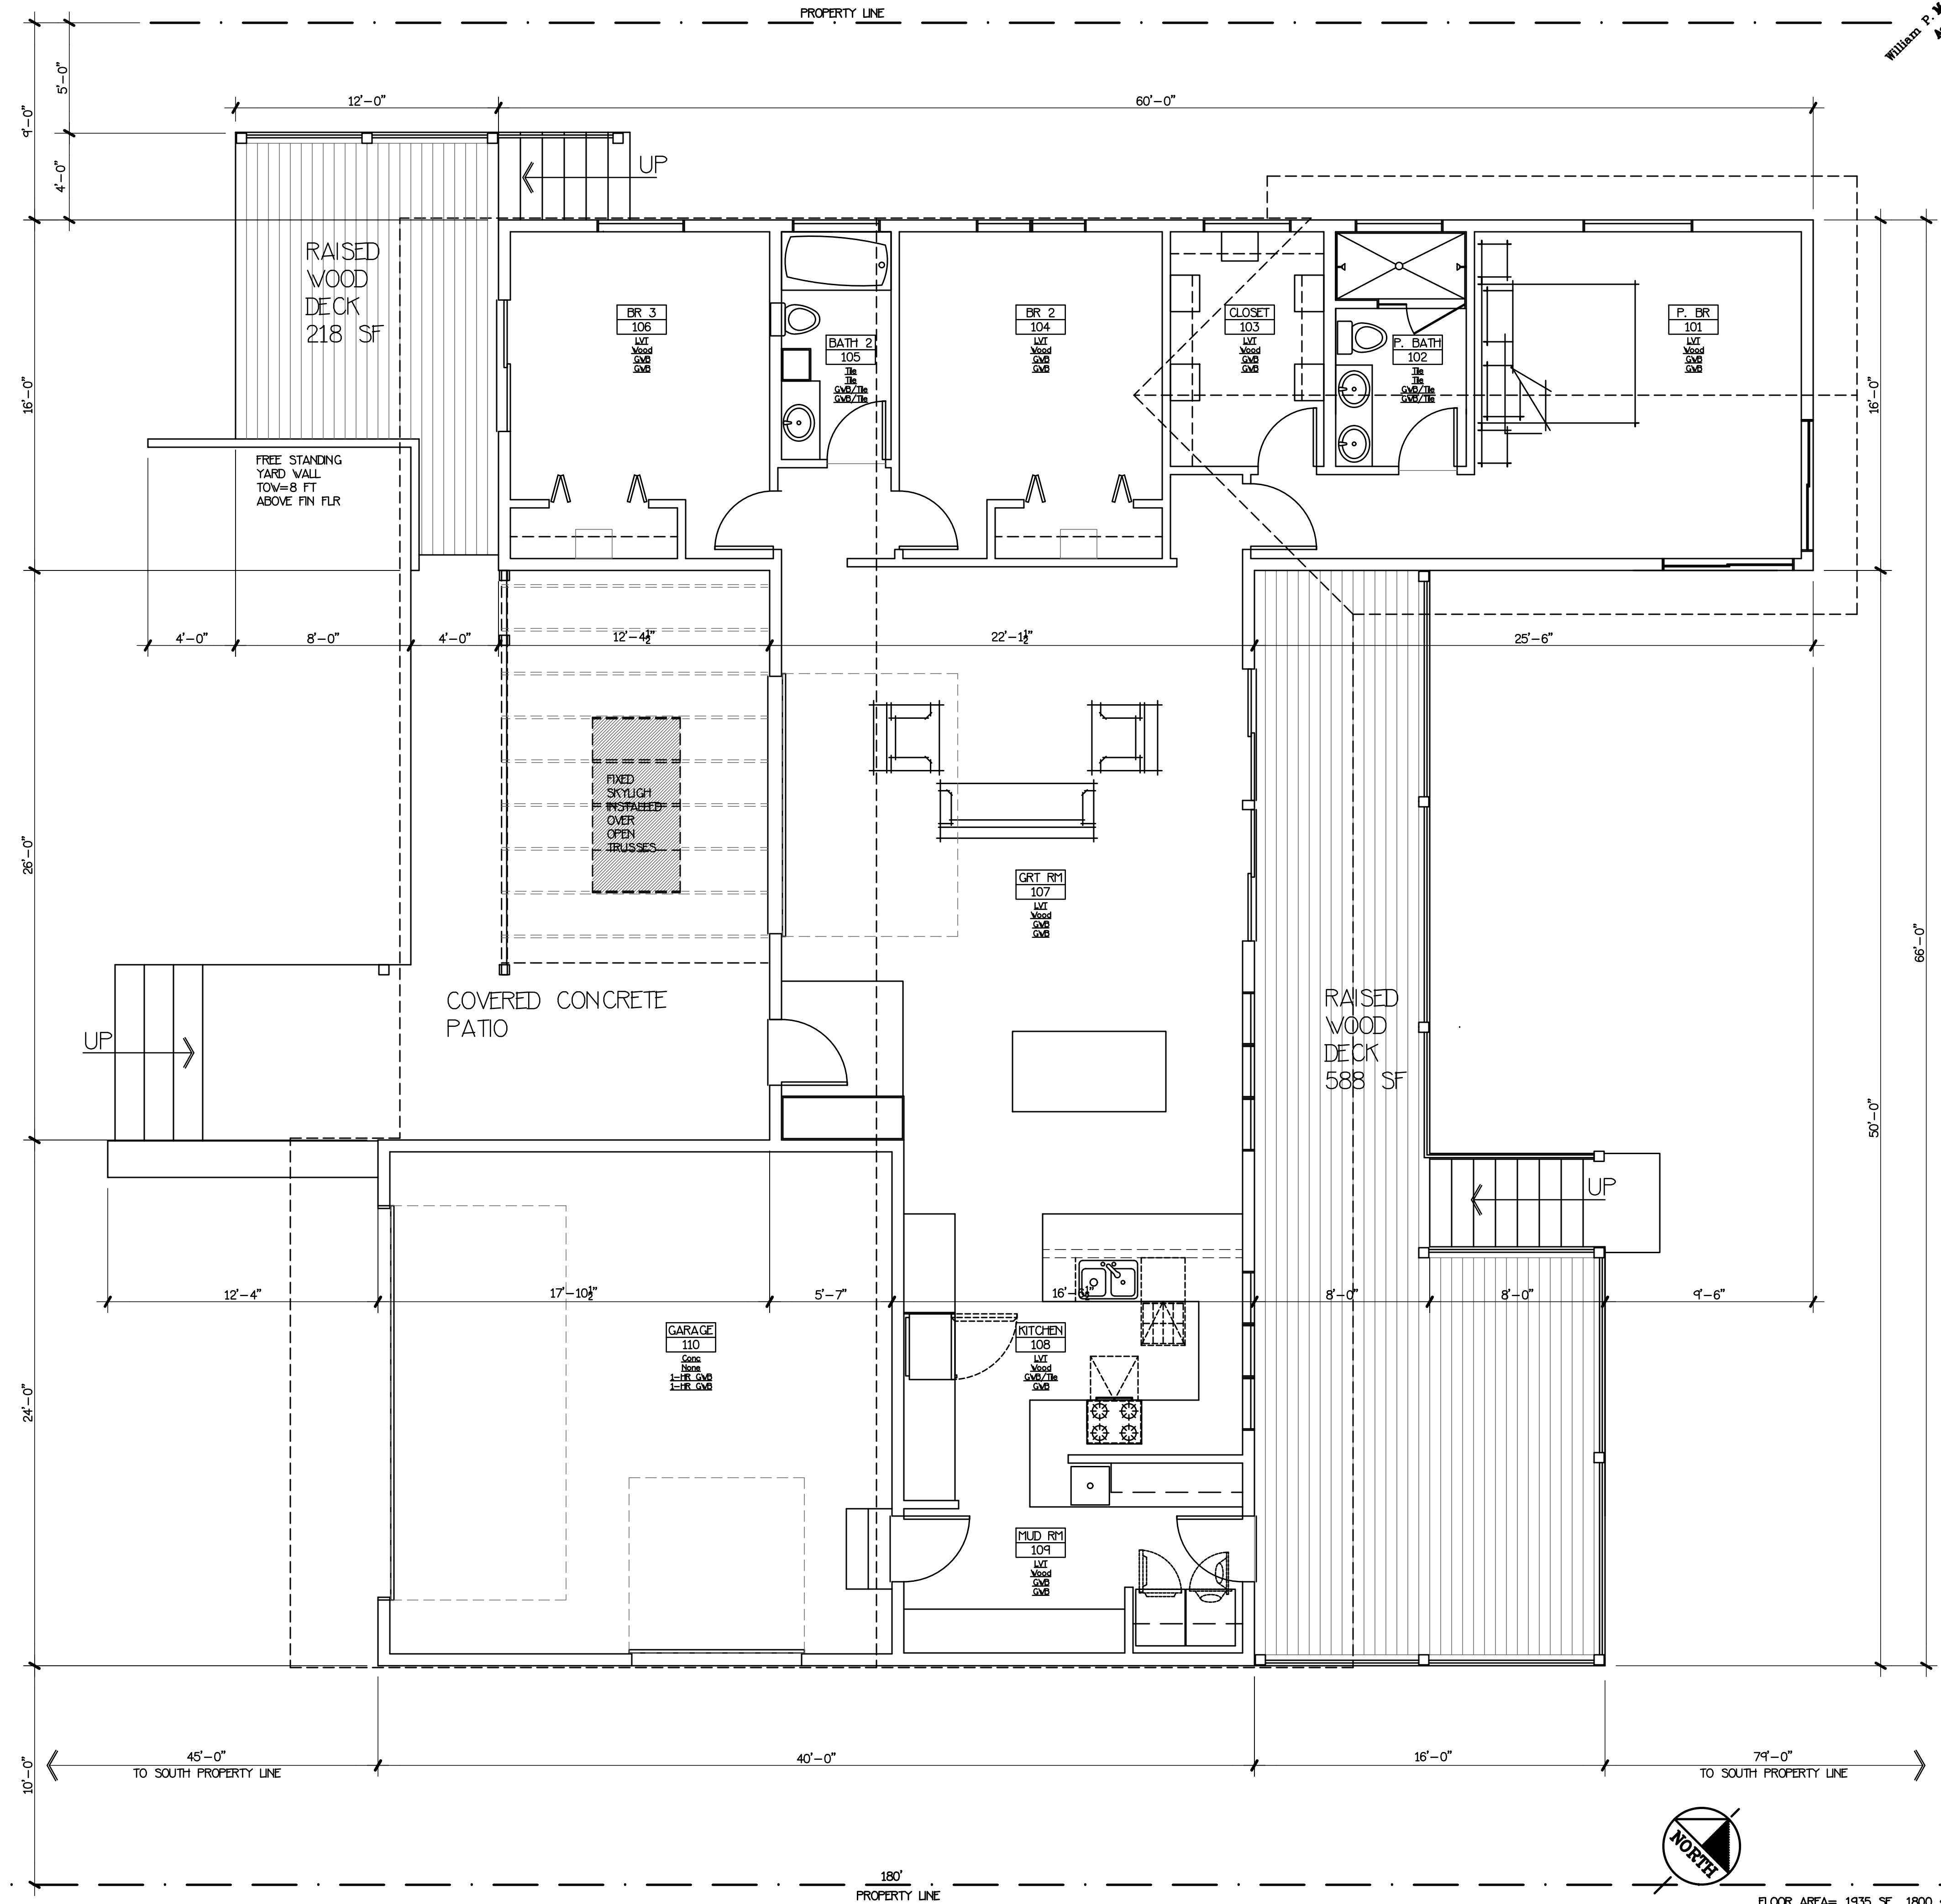 PROPERTY LINE
William P.
12'-0"
60'-0"
5'-0"
9'-0"
4'-0"
UP
RAISED
WOOD
DECK
218 SF
BR 3
106
LVT
Wood
GWB
GWB
BATH 2
105
Tile
Tile
GWB/Tile
GWB/Tile
BR 2
104
LVT
Wood
GWB
GWB
CLOSET
103
LVT
Wood
GWB
GWB
P. BATH
102
Tile
Tile
GWB/Tile
GWB/Tile
P. BR
101
LVT
Wood
GWB
GWB
16'-0"
16'-0"
FREE STANDING
YARD WALL
TOW=8 FT
ABOVE FIN FLR
4'-0"
8'-0"
4'-0"
12'-4½"
22'-1½"
25'-6"
FIXED
SKYLIGH
INSTALLED
OVER
OPEN
TRUSSES
26'-0"
GRT RM
107
LVT
Wood
GWB
GWB
66'-0"
COVERED CONCRETE
PATIO
UP
RAISED
WOOD
DECK
588 SF
50'-0"
UP
12'-4"
17'-10½"
5'-7"
16'-6½"
8'-0"
8'-0"
9'-6"
GARAGE
110
Conc
None
1-HR GWB
1-HR GWB
KITCHEN
108
LVT
Wood
GWB/Tile
GWB
24'-0"
MUD RM
109
LVT
Wood
GWB
GWB
45'-0"
TO SOUTH PROPERTY LINE
40'-0"
16'-0"
79'-0"
TO SOUTH PROPERTY LINE
10'-0"
NORTH
180'
PROPERTY LINE
FLOOR AREA= 1935 SF, 1800